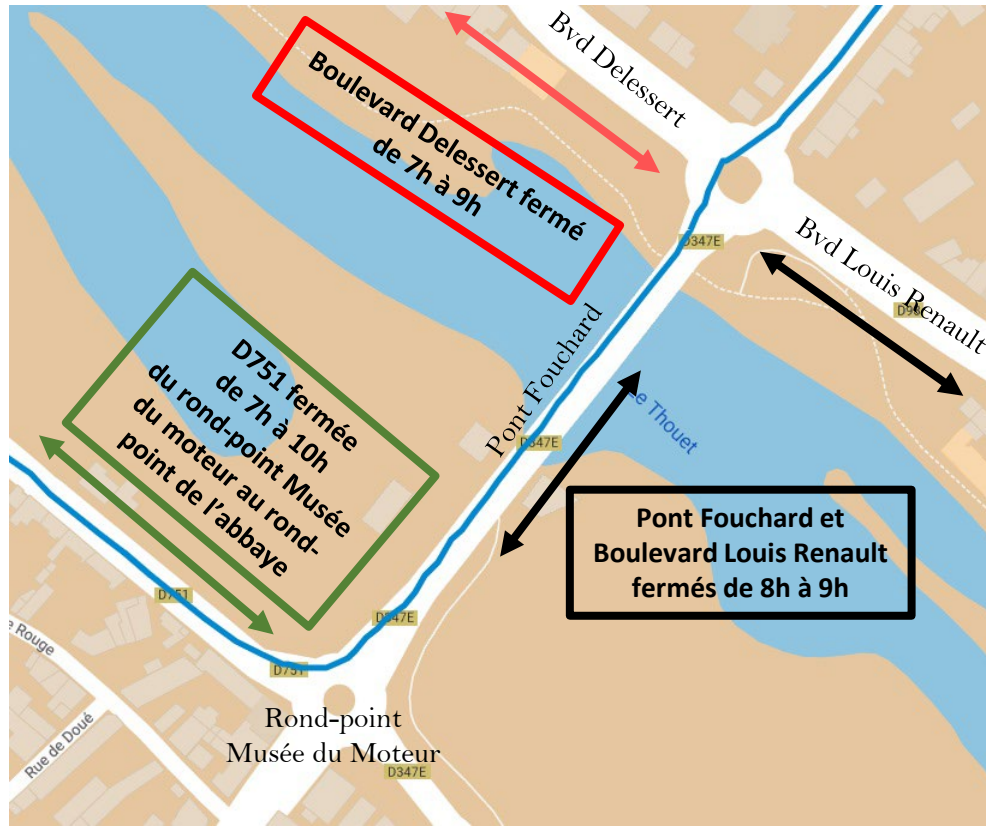 Bvd Delessert
Boulevard Delessert fermé
de 7h à 9h
D347E
Bvd Louis Renault
D751 fermée
de 7h à 10h
du rond-point Musée
du moteur au rond-
point de l'abbaye
Pont Fouchard
Le Thouet
D347E
Pont Fouchard et
Boulevard Louis Renault
fermés de 8h à 9h
D751
D347E
D751
Rouge
Rue de Doué
Rond-point
Musée du Moteur
D347E